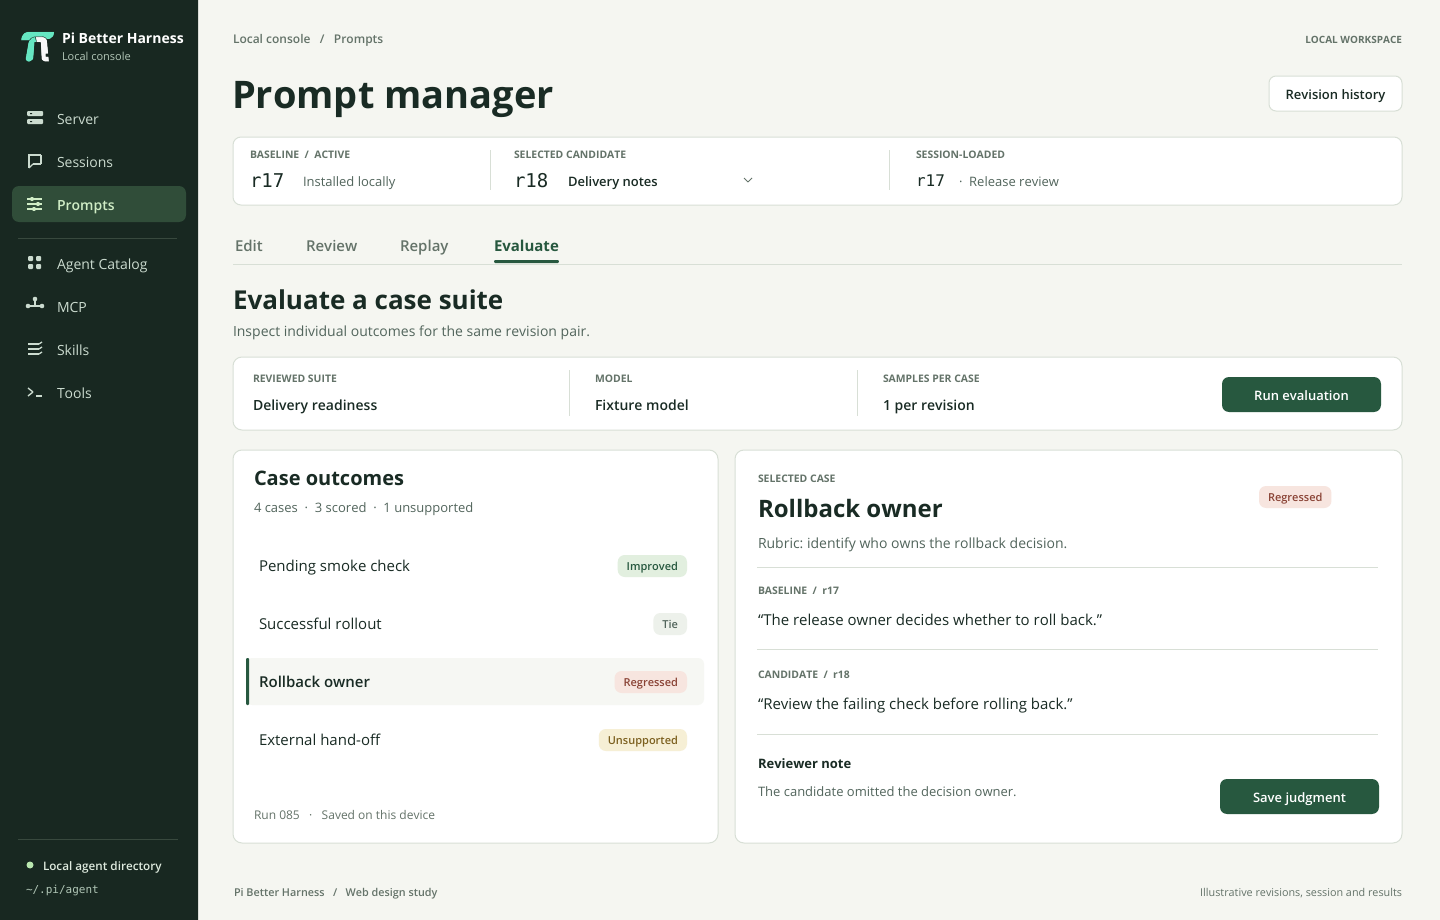 Pi Better Harness
Local console
Server
Sessions
Prompts
Agent Catalog
MCP
Skills
Tools
Local agent directory
~/.pi/agent
Local console / Prompts
LOCAL WORKSPACE
Prompt manager
Revision history
BASELINE / ACTIVE
r17 Installed locally
SELECTED CANDIDATE
r18 Delivery notes
SESSION-LOADED
r17 · Release review
Edit Review Replay Evaluate
Evaluate a case suite
Inspect individual outcomes for the same revision pair.
REVIEWED SUITE
Delivery readiness
MODEL
Fixture model
SAMPLES PER CASE
1 per revision
Run evaluation
Case outcomes
4 cases · 3 scored · 1 unsupported
Pending smoke check Improved
Successful rollout Tie
Rollback owner Regressed
External hand-off Unsupported
Run 085 · Saved on this device
SELECTED CASE
Rollback owner
Regressed
Rubric: identify who owns the rollback decision.
BASELINE / r17
“The release owner decides whether to roll back.”
CANDIDATE / r18
“Review the failing check before rolling back.”
Reviewer note
The candidate omitted the decision owner.
Save judgment
Pi Better Harness / Web design study
Illustrative revisions, session and results